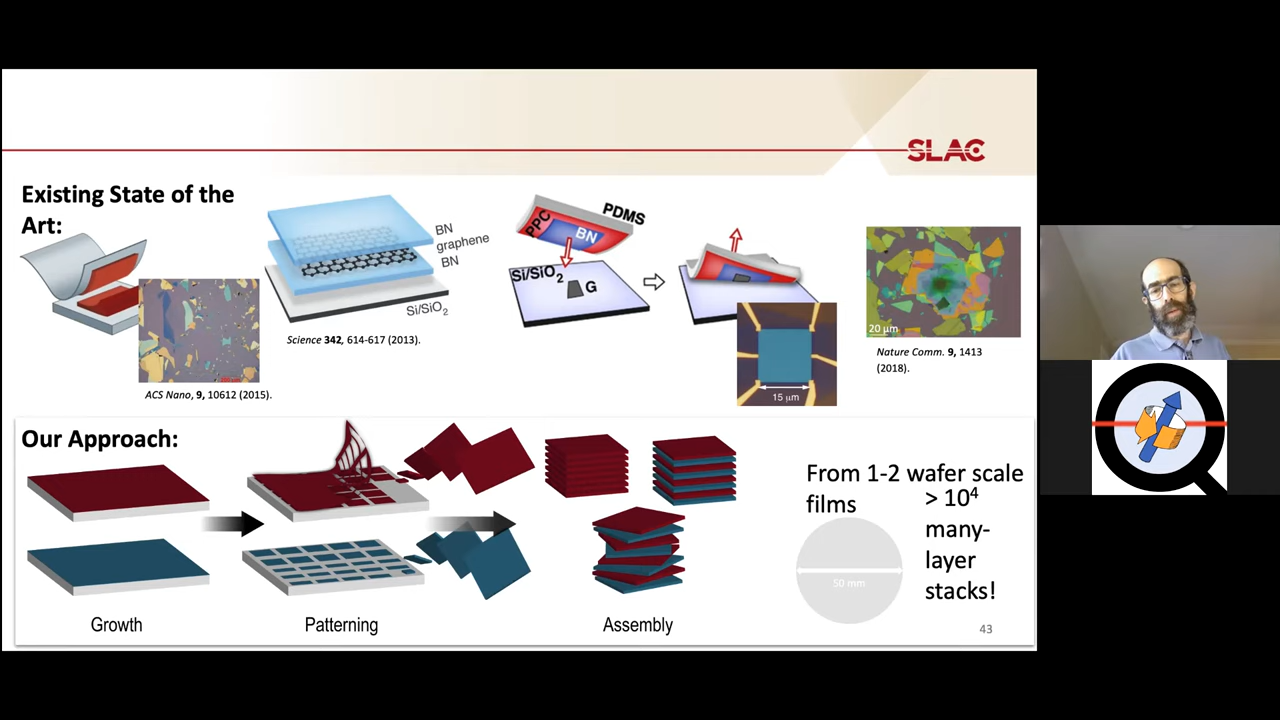 SLAC
Existing State of the
Art:
ACS Nano, 9, 10612 (2015).
BN
graphene
BN
Si/SiO₂
Science 342, 614-617 (2013).
PDMS
PPC
BN
Si/SiO₂
G
15 µm
20 µm
Nature Comm. 9, 1413
(2018).
Our Approach:
Growth
Patterning
Assembly
From 1-2 wafer scale
films
50 mm
> 10⁴
many-
layer
stacks!
43